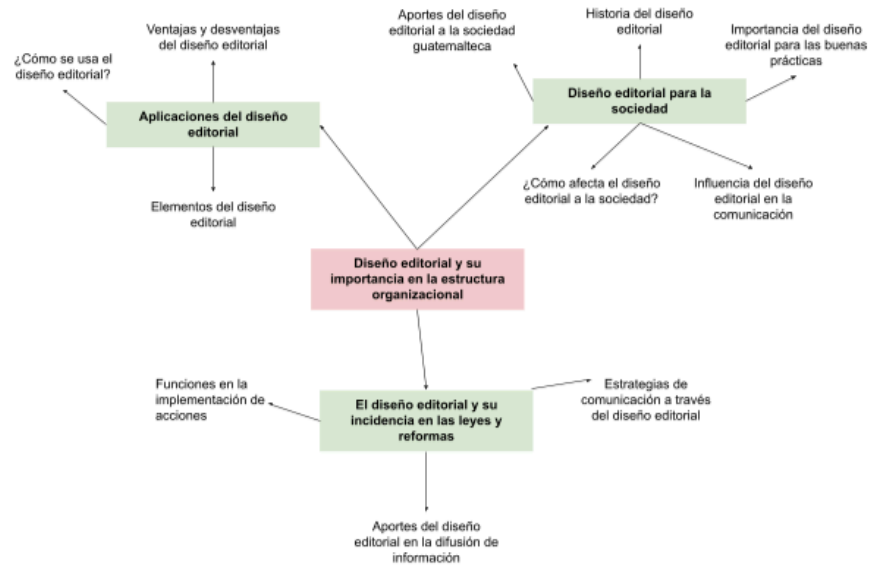 Aportes del diseño
editorial a la sociedad
guatemalteca
Historia del diseño
editorial
Importancia del diseño
editorial para las buenas
prácticas
Ventajas y desventajas
del diseño editorial
¿Cómo se usa el
diseño editorial?
Aplicaciones del diseño
editorial
Diseño editorial para la
sociedad
Elementos del diseño
editorial
¿Cómo afecta el diseño
editorial a la sociedad?
Influencia del diseño
editorial en la
comunicación
Diseño editorial y su
importancia en la estructura
organizacional
Funciones en la
implementación de
acciones
El diseño editorial y su
incidencia en las leyes y
reformas
Estrategias de
comunicación a través
del diseño editorial
Aportes del diseño
editorial en la difusión de
información